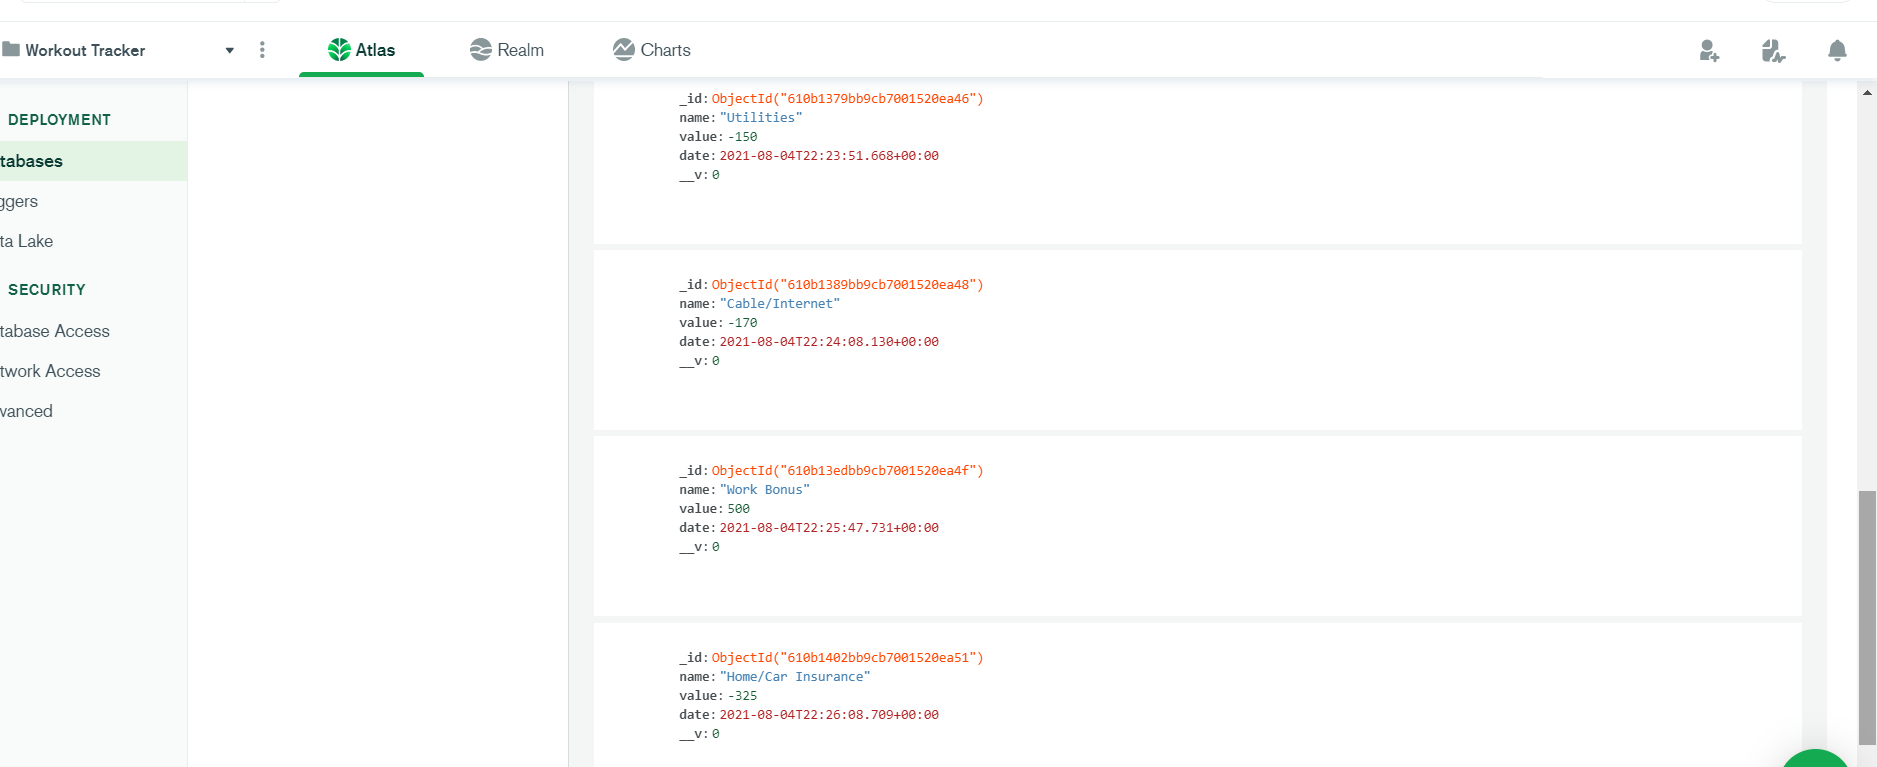 Workout Tracker
Atlas
Realm
Charts
DEPLOYMENT
tabases
ggers
ta Lake
SECURITY
tabase Access
twork Access
vanced
_id: ObjectId("610b1379bb9cb7001520ea46")
name: "Utilities"
value: -150
date: 2021-08-04T22:23:51.668+00:00
__v: 0
_id: ObjectId("610b1389bb9cb7001520ea48")
name: "Cable/Internet"
value: -170
date: 2021-08-04T22:24:08.130+00:00
__v: 0
_id: ObjectId("610b13edbb9cb7001520ea4f")
name: "Work Bonus"
value: 500
date: 2021-08-04T22:25:47.731+00:00
__v: 0
_id: ObjectId("610b1402bb9cb7001520ea51")
name: "Home/Car Insurance"
value: -325
date: 2021-08-04T22:26:08.709+00:00
__v: 0